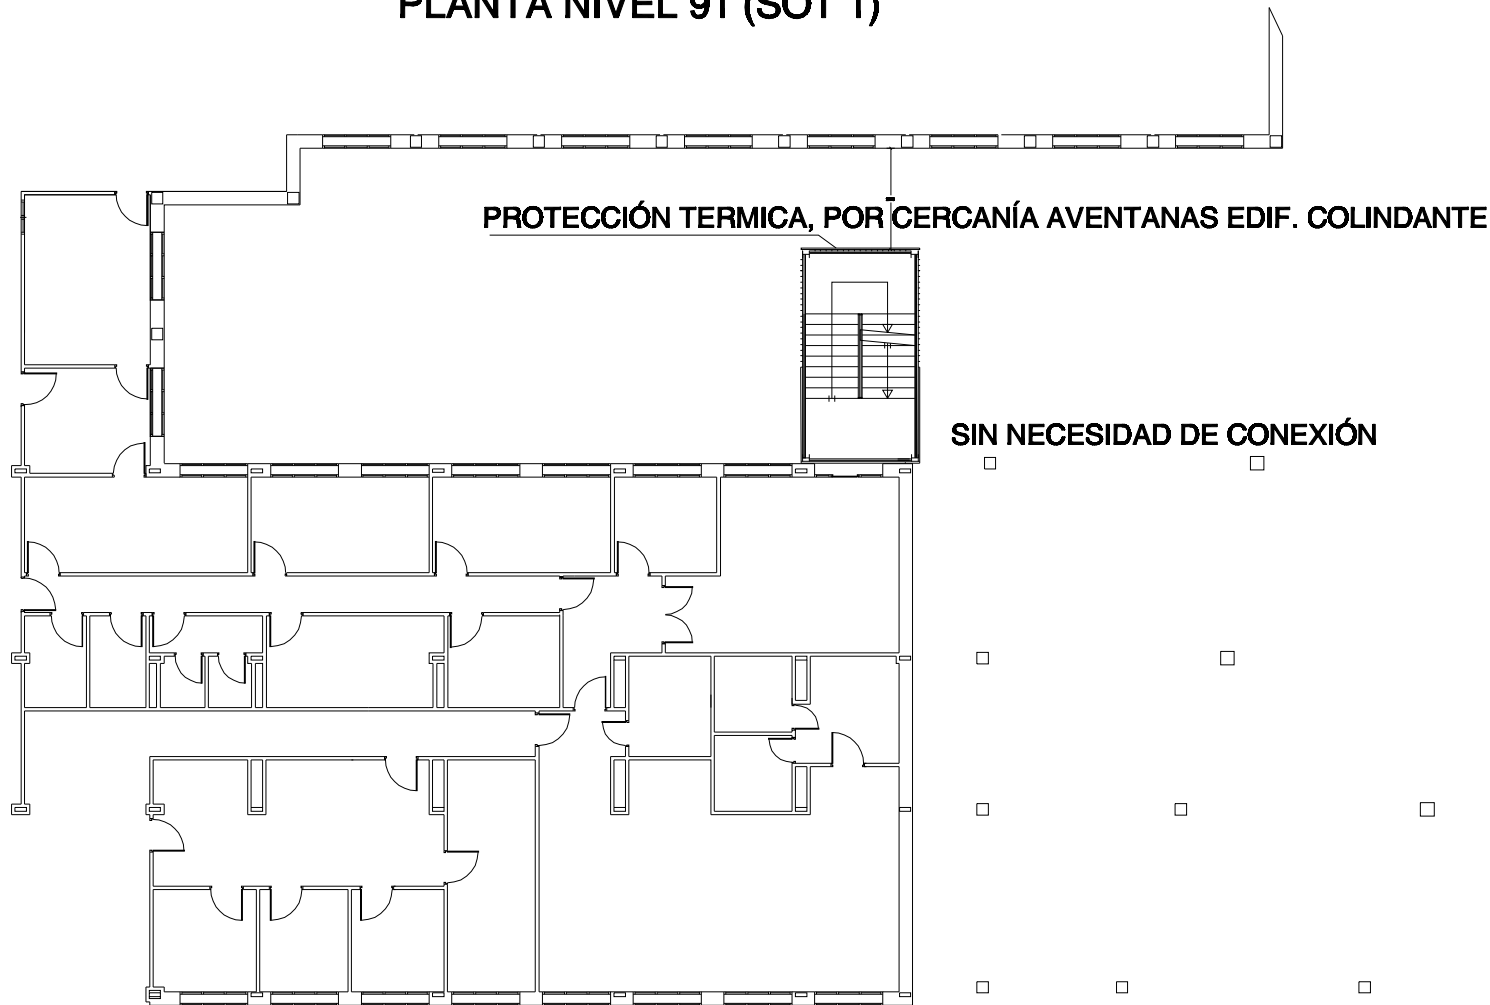 PLANTA NIVEL 91 (SOT 1)
PROTECCIÓN TERMICA, POR CERCANÍA AVENTANAS EDIF. COLINDANTE
SIN NECESIDAD DE CONEXIÓN